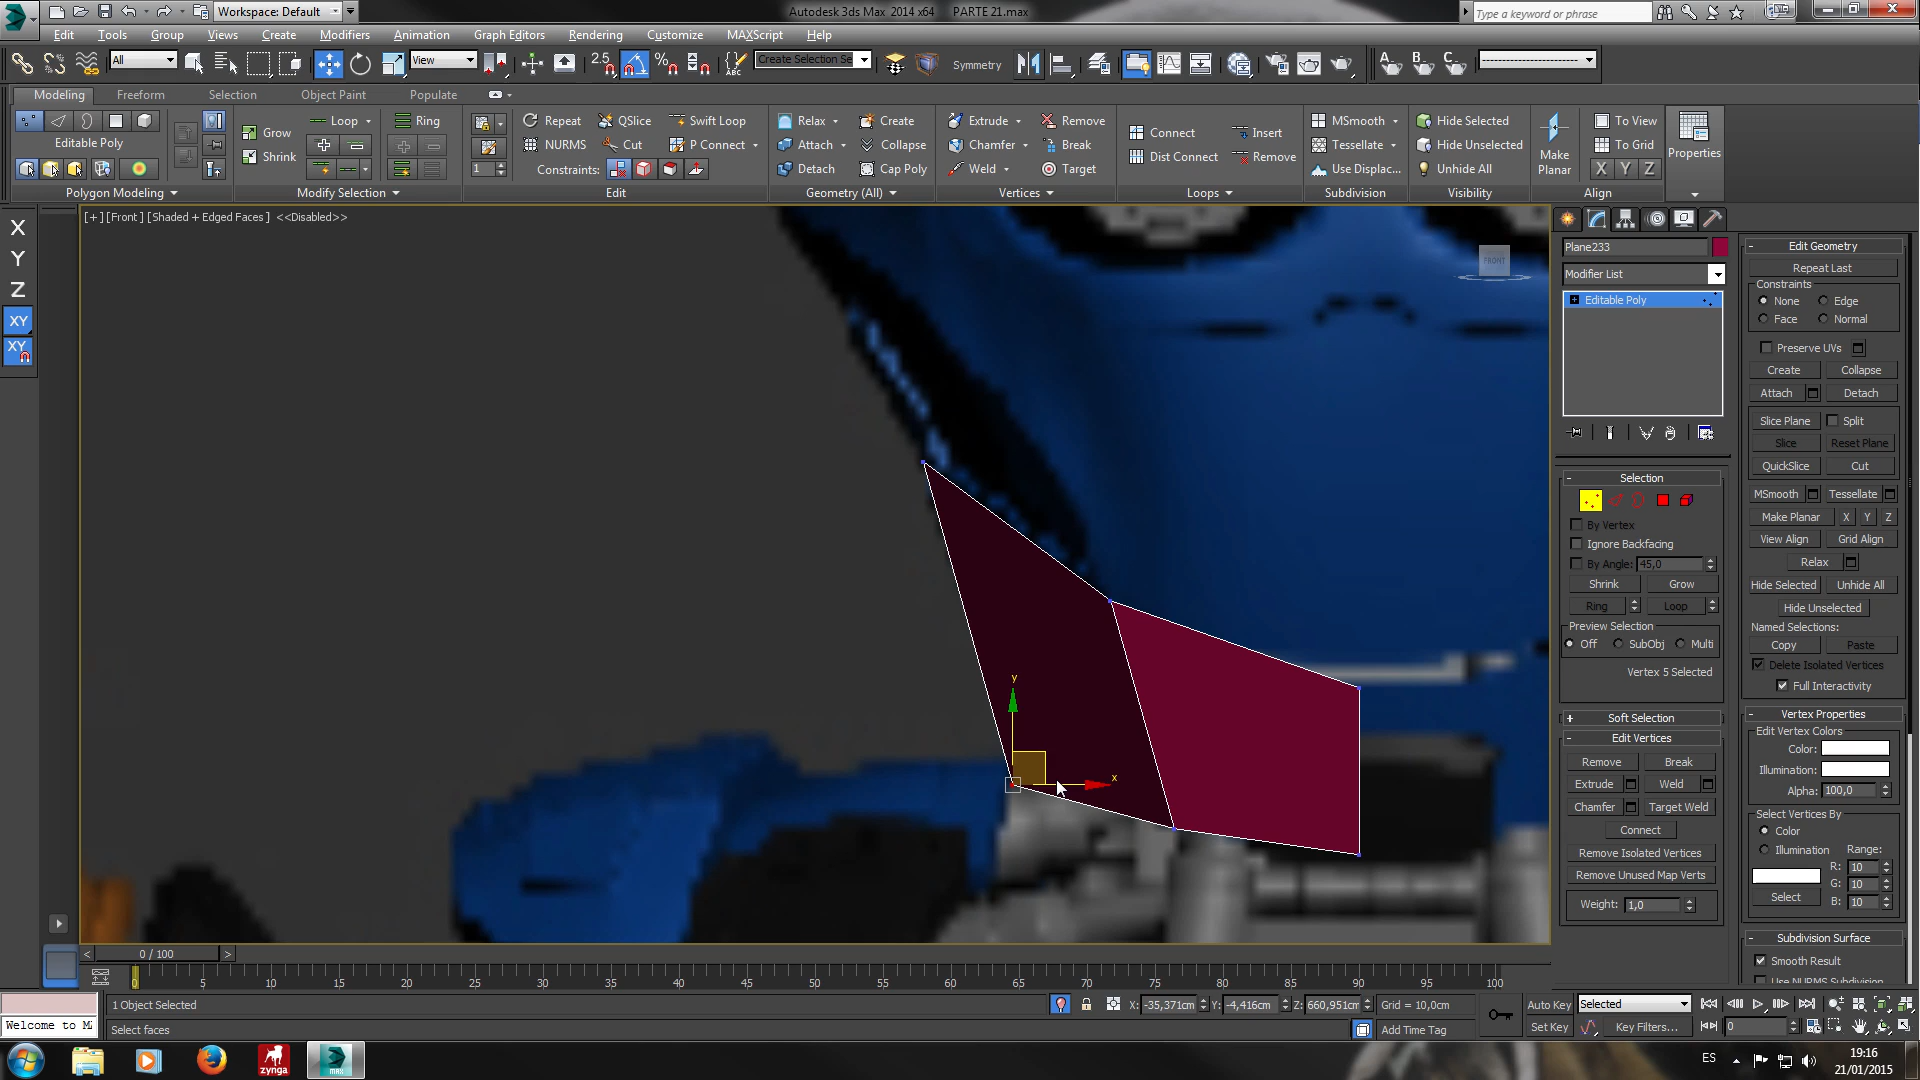 Workspace: Default
Autodesk 3ds Max 2014 x64 PARTE 21.max
Type a keyword or phrase
Edit Tools Group Views Create Modifiers Animation Graph Editors Rendering Customize MAXScript Help
All View 2.5 Create Selection Se Symmetry A.. B.. C..
Modeling Freeform Selection Object Paint Populate
Loop Ring Repeat QSlice Swift Loop Relax Create Extrude Remove MSmooth Hide Selected To View
Editable Poly Grow NURMS Cut P Connect Attach Collapse Chamfer Break Connect Insert Tessellate Hide Unselected To Grid
Shrink 1 Constraints: Detach Cap Poly Weld Target Dist Connect Remove Use Displac... Unhide All Make Planar X Y Z Properties
Polygon Modeling Modify Selection Edit Geometry (All) Vertices Loops Subdivision Visibility Align
[+] [Front ] [Shaded + Edged Faces ] <<Disabled>>
X
Y
Z
XY
XY
FRONT
y
x
Plane233
Modifier List
Editable Poly
Selection
By Vertex
Ignore Backfacing
By Angle: 45,0
Shrink Grow
Ring Loop
Preview Selection
Off SubObj Multi
Vertex 5 Selected
Soft Selection
Edit Vertices
Remove Break
Extrude Weld
Chamfer Target Weld
Connect
Remove Isolated Vertices
Remove Unused Map Verts
Weight: 1,0
Edit Geometry
Repeat Last
Constraints
None Edge
Face Normal
Preserve UVs
Create Collapse
Attach Detach
Slice Plane Split
Slice Reset Plane
QuickSlice Cut
MSmooth Tessellate
Make Planar X Y Z
View Align Grid Align
Relax
Hide Selected Unhide All
Hide Unselected
Named Selections:
Copy Paste
Delete Isolated Vertices
Full Interactivity
Vertex Properties
Edit Vertex Colors
Color:
Illumination:
Alpha: 100,0
Select Vertices By
Color
Illumination Range:
R: 10
G: 10
Select B: 10
Subdivision Surface
Smooth Result
Use NURMS Subdivision
< 0 / 100 >
0 5 10 15 20 25 30 35 40 45 50 55 60 65 70 75 80 85 90 95 100
1 Object Selected X: -35,371cm Y: -4,416cm Z: 660,951cm Grid = 10,0cm Auto Key Selected
Welcome to MA Select faces Add Time Tag Set Key Key Filters... 0
zynga MAX ES 19:16
21/01/2015